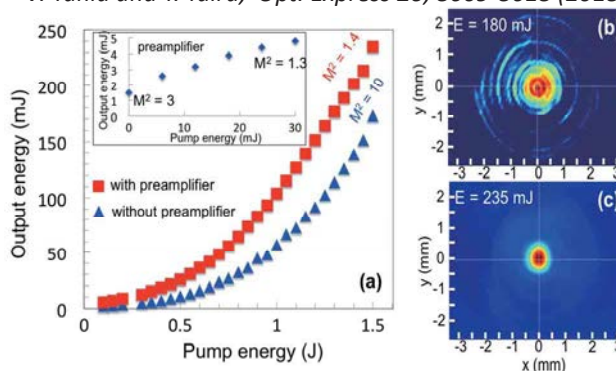 and Opt. Express
250
200
150
100
50
0
Output energy (mJ)
5
4
3
2
1
0
Output energy (mJ)
preamplifier
M² = 3
M² = 1.3
0 10 20 30
Pump energy (mJ)
M² = 1.4
M² = 10
with preamplifier
without preamplifier
(a)
0 0.5 1.0 1.5
Pump energy (J)
E = 180 mJ
(b)
2
1
0
-1
-2
y (mm)
-3 -2 -1 0 1 2 3
E = 235 mJ
(c)
2
1
0
-1
-2
y (mm)
-3 -2 -1 0 1 2 3
x (mm)